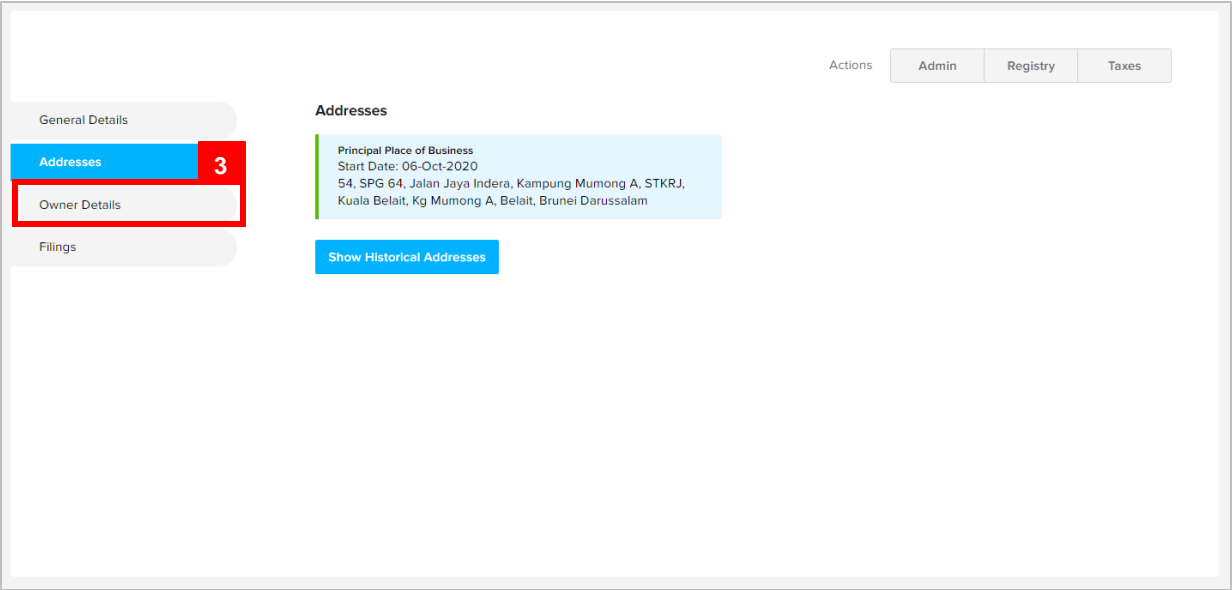 Actions
Admin
Registry
Taxes
General Details
Addresses
3
Owner Details
Filings
Addresses
Principal Place of Business
Start Date: 06-Oct-2020
54, SPG 64, Jalan Jaya Indera, Kampung Mumong A, STKRJ,
Kuala Belait, Kg Mumong A, Belait, Brunei Darussalam
Show Historical Addresses